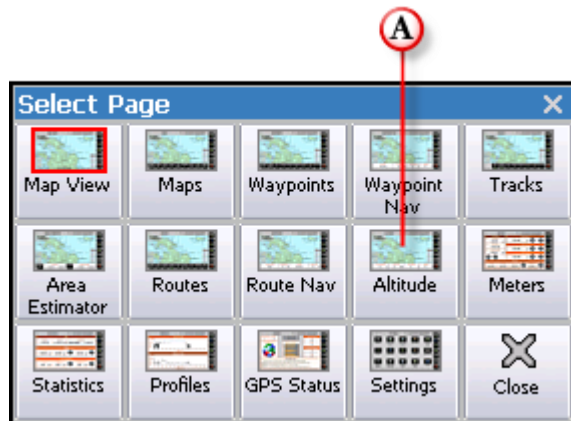 A
Select Page
Map View
Maps
Waypoints
Waypoint
Nav
Tracks
Area
Estimator
Routes
Route Nav
Altitude
Meters
Statistics
Profiles
GPS Status
Settings
Close